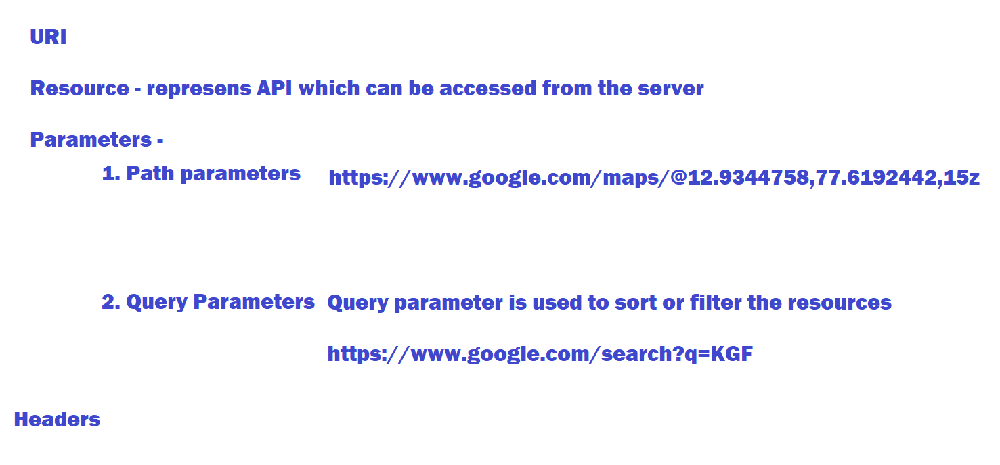 URI
Resource - represens API which can be accessed from the server
Parameters -
1. Path parameters https://www.google.com/maps/@12.9344758,77.6192442,15z
2. Query Parameters Query parameter is used to sort or filter the resources
https://www.google.com/search?q=KGF
Headers